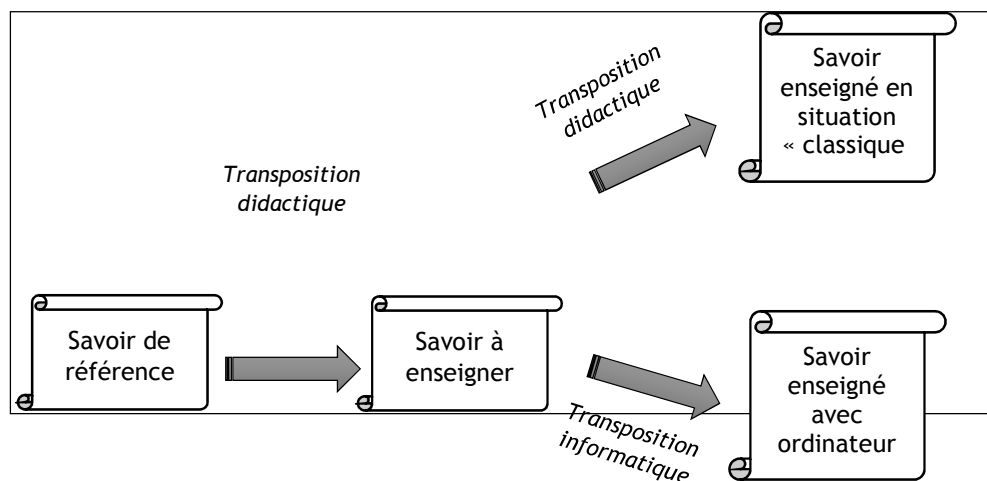 Transposition
didactique
Savoir
enseigné en
situation
« classique
Transposition
didactique
Savoir de
référence
Savoir à
enseigner
Transposition
informatique
Savoir
enseigné
avec
ordinateur